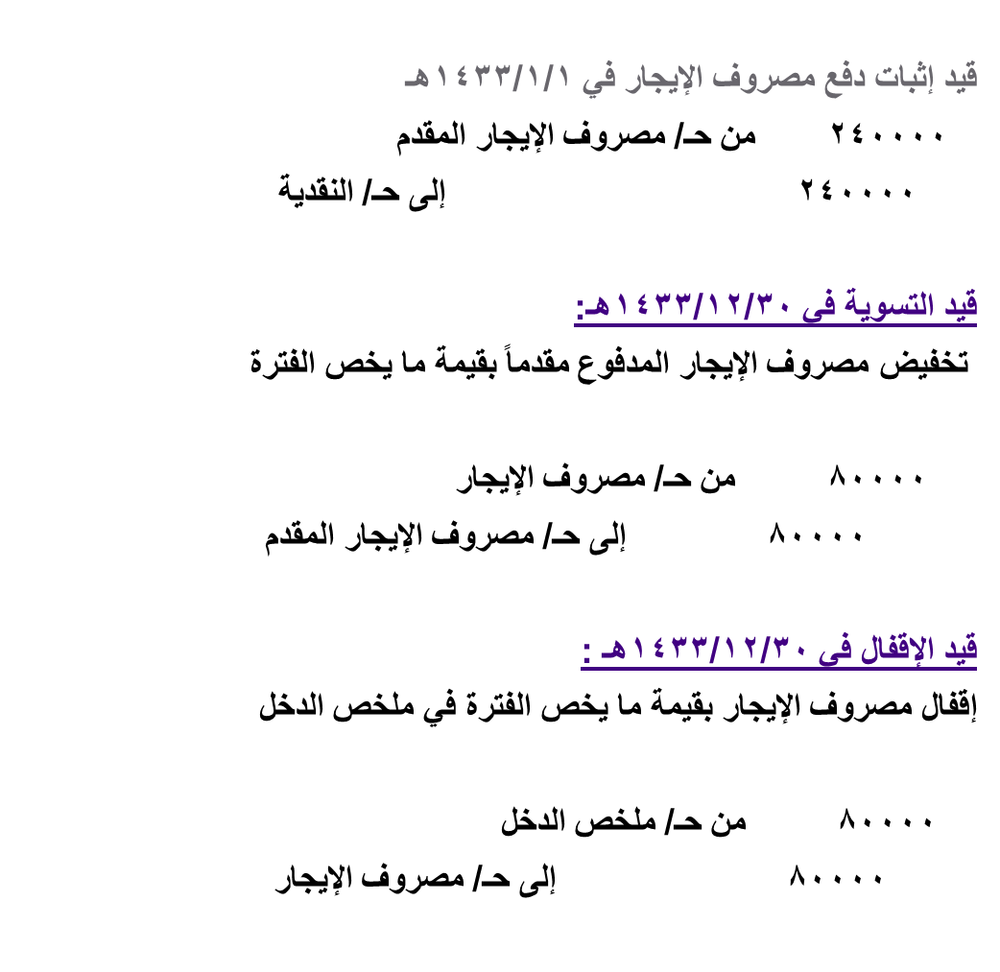 قيد إثبات دفع مصروف الإيجار في ١٤٣٣/١/١هـ
٢٤٠٠٠٠ من حـ/ مصروف الإيجار المقدم
٢٤٠٠٠٠ إلى حـ/ النقدية
قيد التسوية في ١٤٣٣/١٢/٣٠هـ:
تخفيض مصروف الإيجار المدفوع مقدماً بقيمة ما يخص الفترة
٨٠٠٠٠ من حـ/ مصروف الإيجار
٨٠٠٠٠ إلى حـ/ مصروف الإيجار المقدم
قيد الإقفال في ١٤٣٣/١٢/٣٠هـ :
إقفال مصروف الإيجار بقيمة ما يخص الفترة في ملخص الدخل
٨٠٠٠٠ من حـ/ ملخص الدخل
٨٠٠٠٠ إلى حـ/ مصروف الإيجار